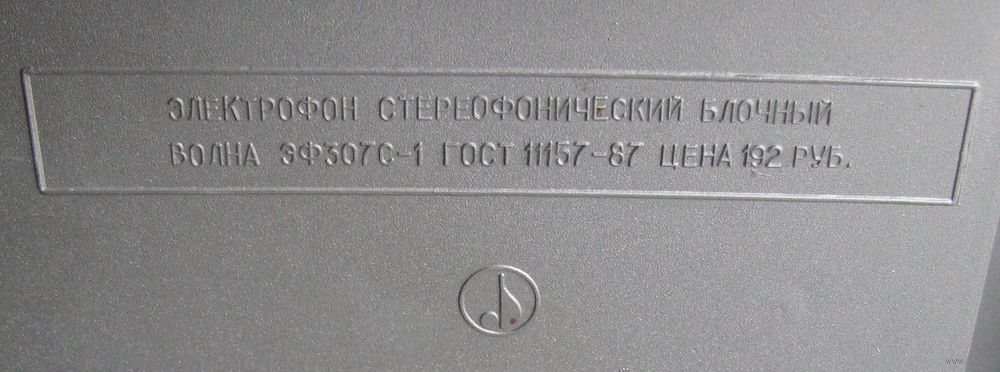 ЭЛЕКТРОФОН СТЕРЕОФОНИЧЕСКИЙ БЛОЧНЫЙ
ВОЛНА ЭФ307С-1 ГОСТ 11157-87 ЦЕНА 192 РУБ.